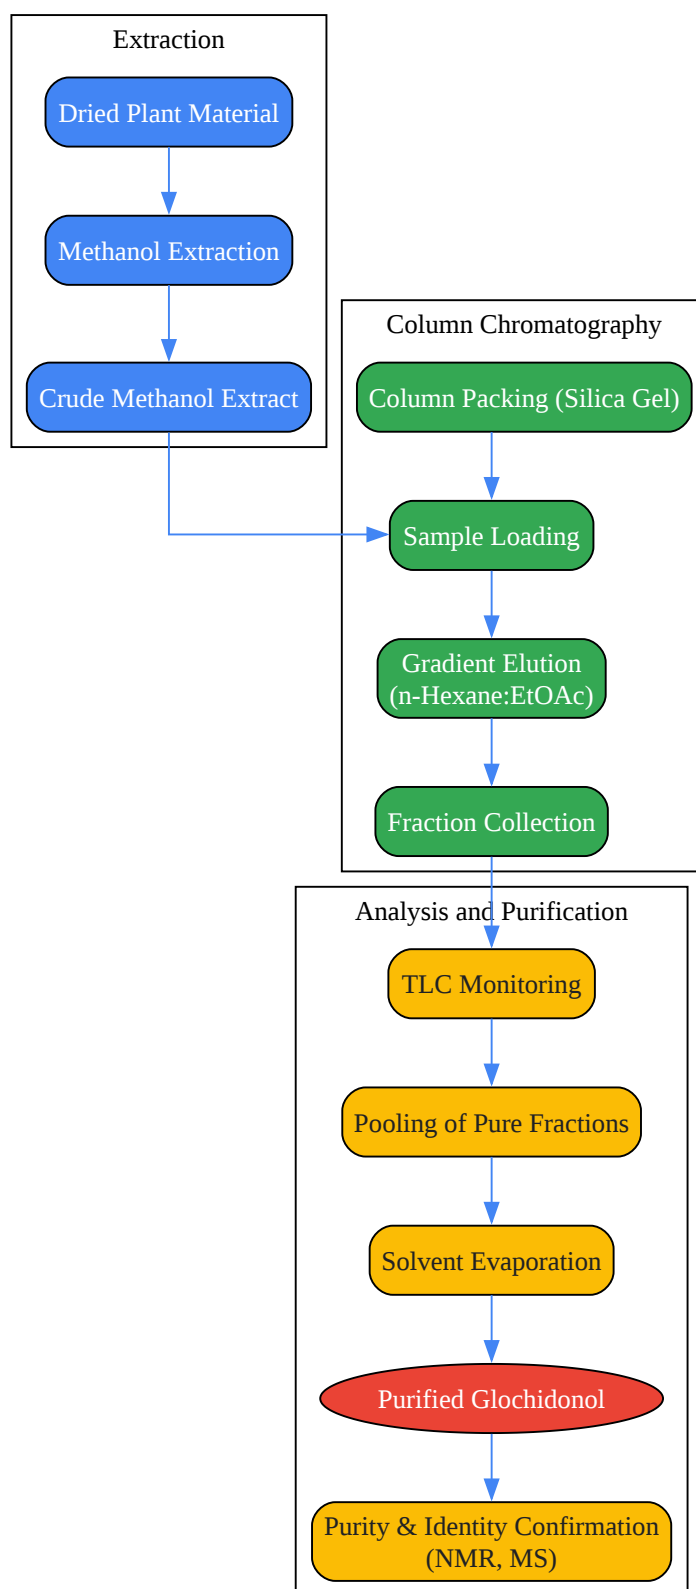 Extraction
Dried Plant Material
Methanol Extraction
Crude Methanol Extract
Column Chromatography
Column Packing (Silica Gel)
Sample Loading
Gradient Elution
(n-Hexane:EtOAc)
Fraction Collection
Analysis and Purification
TLC Monitoring
Pooling of Pure Fractions
Solvent Evaporation
Purified Glochidonol
Purity & Identity Confirmation
(NMR, MS)